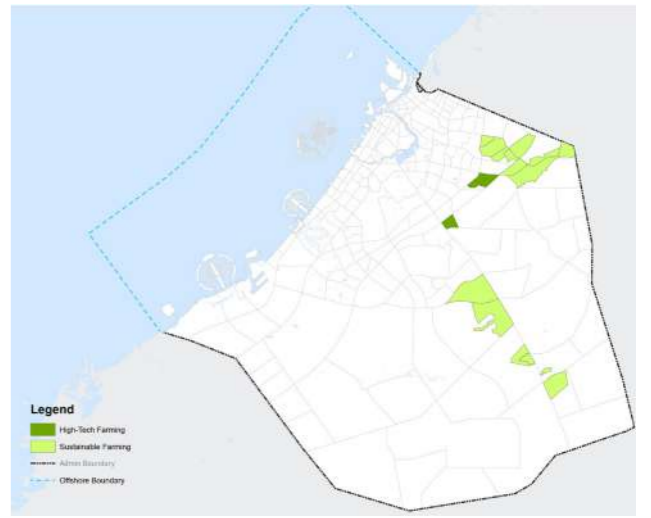 Legend
High-Tech Farming
Sustainable Farming
Admin Boundary
Offshore Boundary